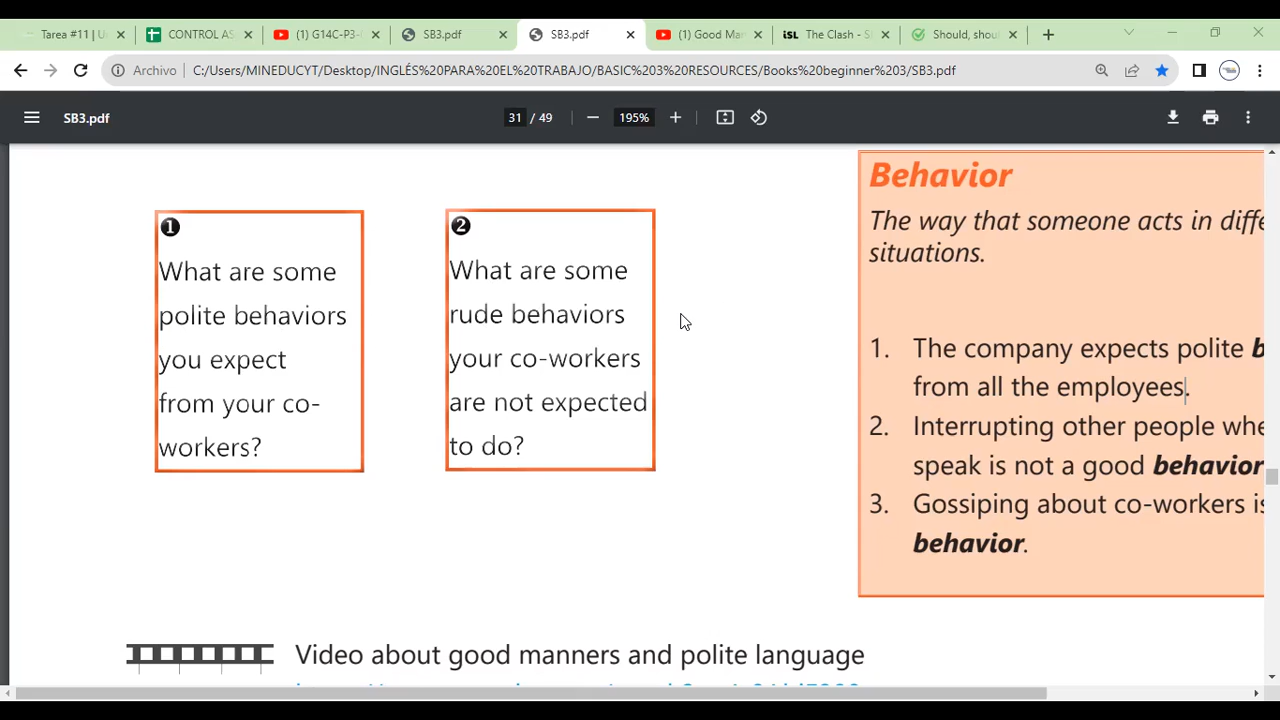 Tarea #11 | Us
CONTROL AS
(1) G14C-P3-I
SB3.pdf
SB3.pdf
(1) Good Mar
iSL
The Clash - S
Should, shou
Archivo
C:/Users/MINEDUCYT/Desktop/INGLÉS%20PARA%20EL%20TRABAJO/BASIC%203%20RESOURCES/Books%20beginner%203/SB3.pdf
SB3.pdf
31 / 49
195%
1
What are some
polite behaviors
you expect
from your co-
workers?
2
What are some
rude behaviors
your co-workers
are not expected
to do?
Behavior
The way that someone acts in diffe
situations.
1. The company expects polite b
from all the employees.
2. Interrupting other people whe
speak is not a good behavior
3. Gossiping about co-workers is
behavior.
Video about good manners and polite language